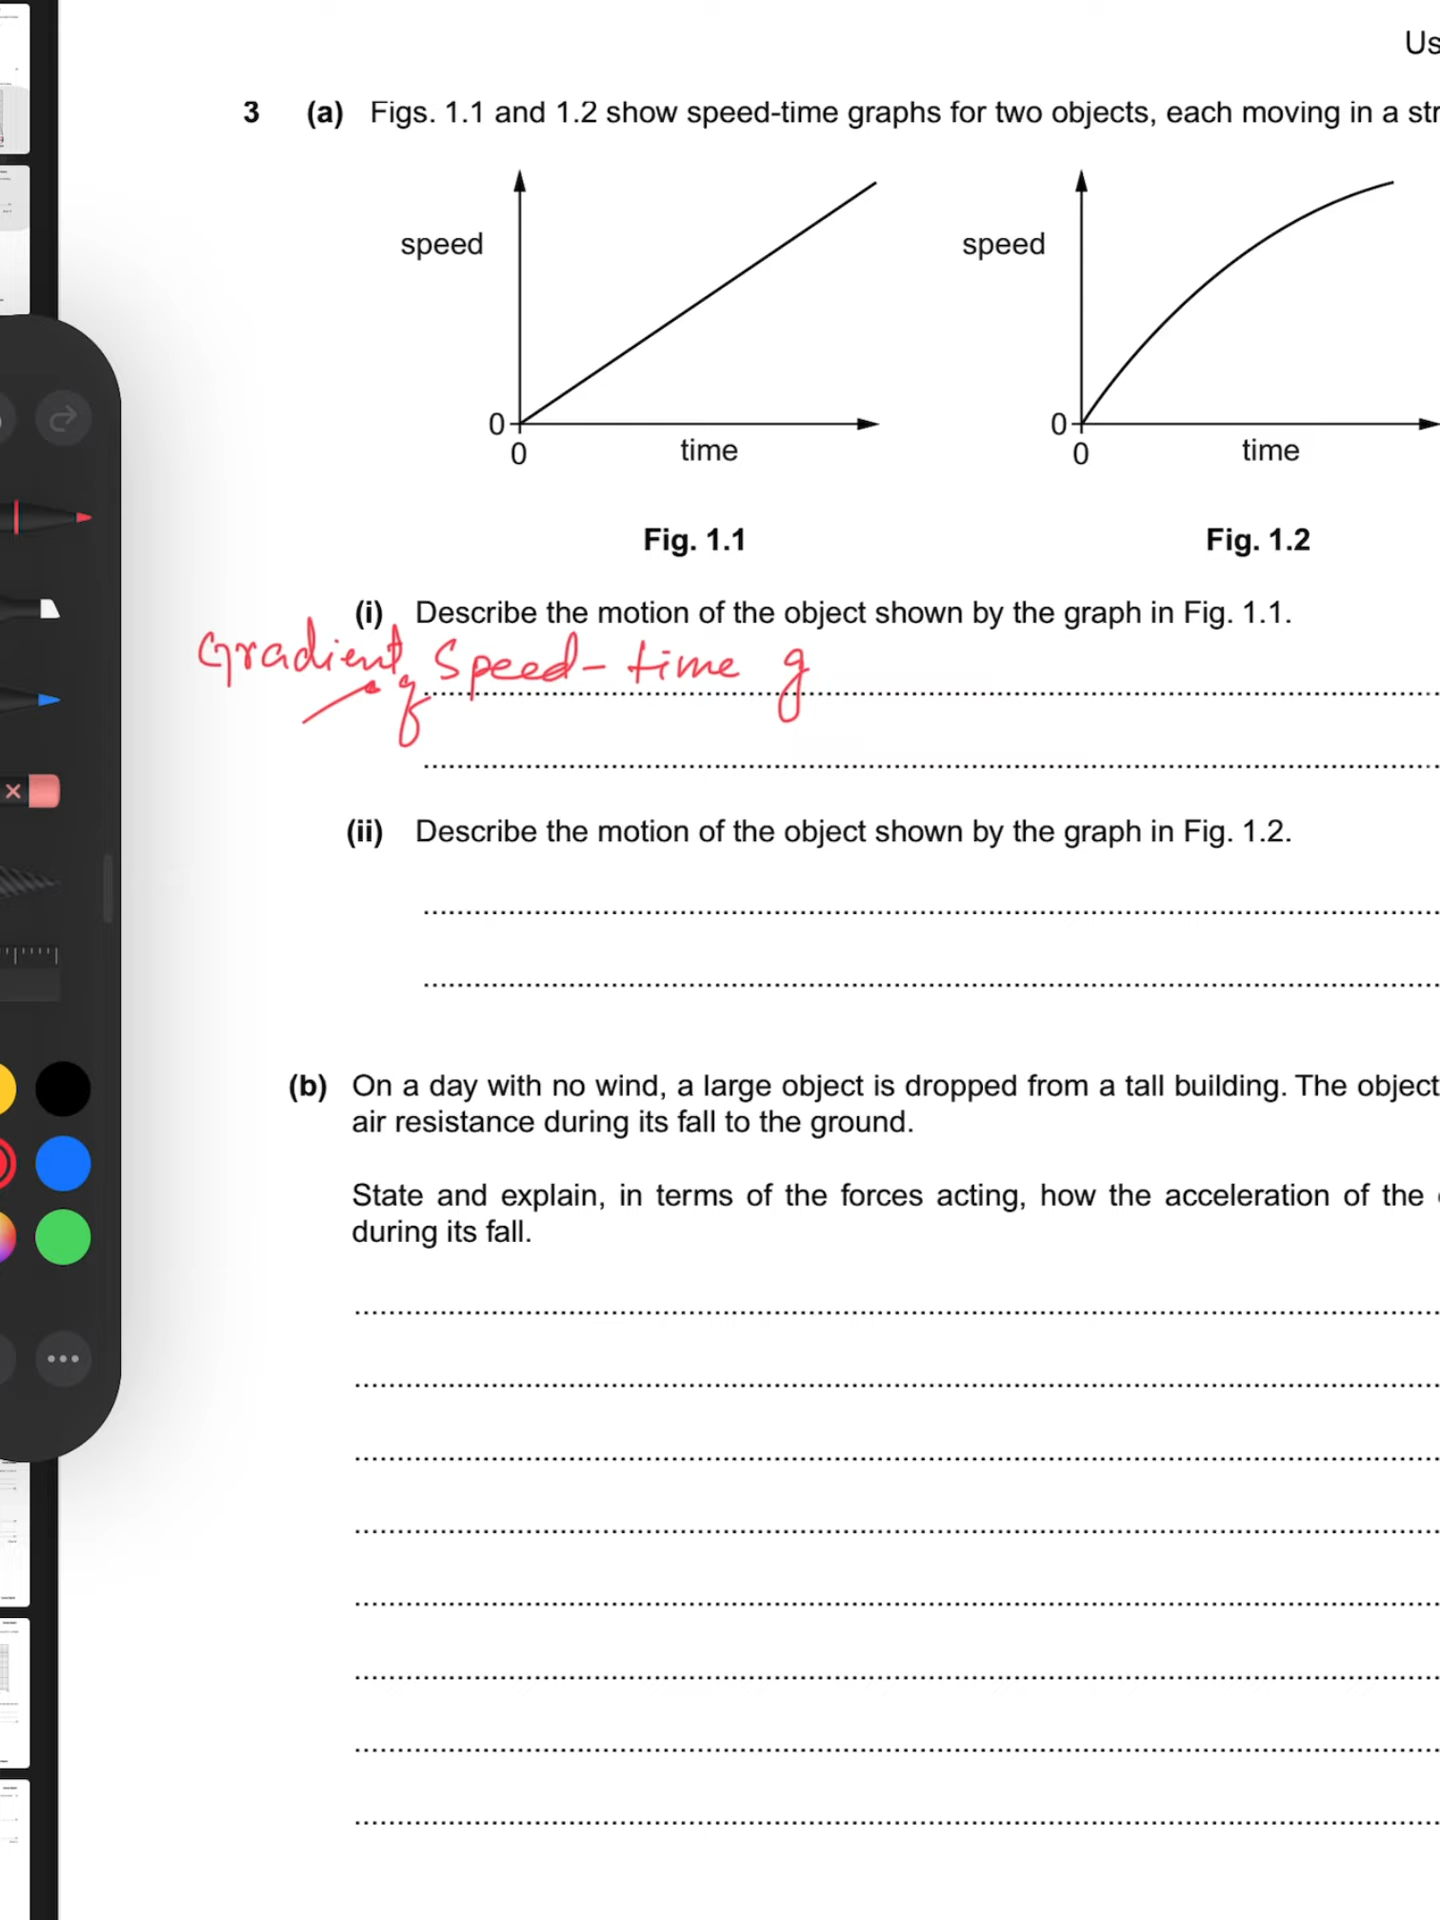 Us
3 (a) Figs. 1.1 and 1.2 show speed-time graphs for two objects, each moving in a str
speed
0
0
time
Fig. 1.1
speed
0
0
time
Fig. 1.2
(i) Describe the motion of the object shown by the graph in Fig. 1.1.
Gradient of Speed-time g
(ii) Describe the motion of the object shown by the graph in Fig. 1.2.
(b) On a day with no wind, a large object is dropped from a tall building. The object
air resistance during its fall to the ground.
State and explain, in terms of the forces acting, how the acceleration of the
during its fall.